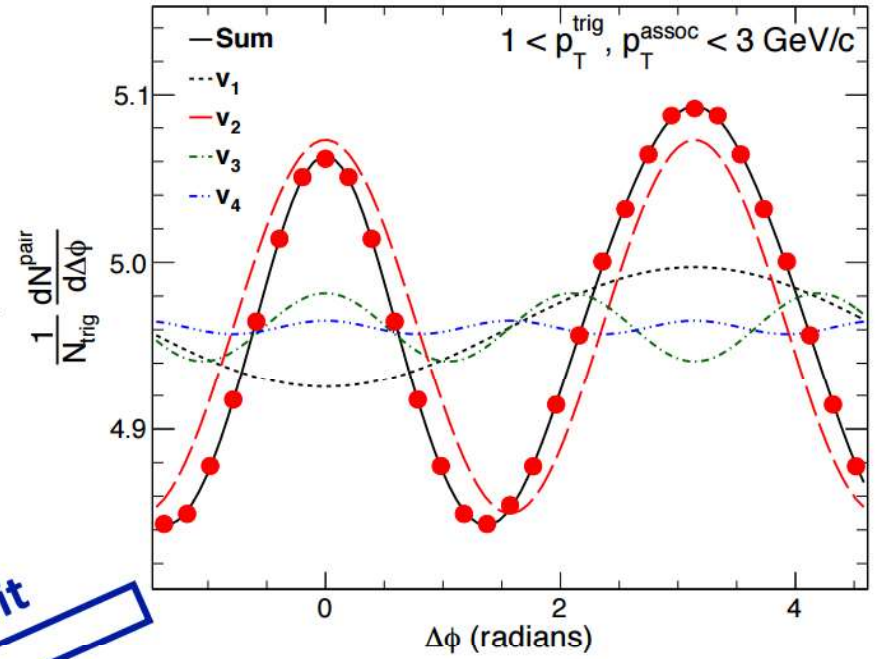 Sum
v1
v2
v3
v4
1 < p_T^trig, p_T^assoc < 3 GeV/c
5.1
5.0
4.9
1/N_trig dN^pair/dΔϕ
0 2 4
Δϕ (radians)
it